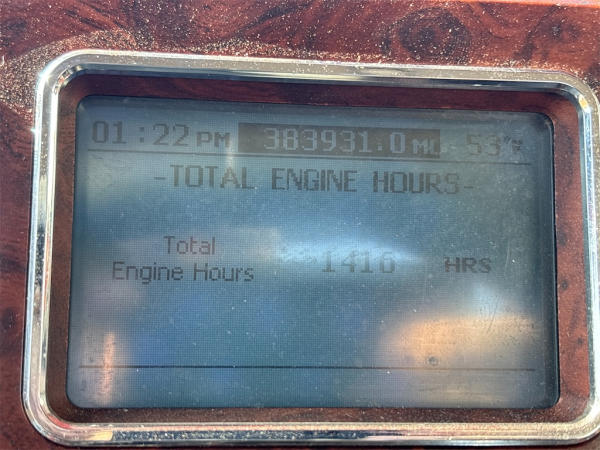 01:22 PM 383931.0 MI 53°F
-TOTAL ENGINE HOURS-
Total
Engine Hours 1416 HRS